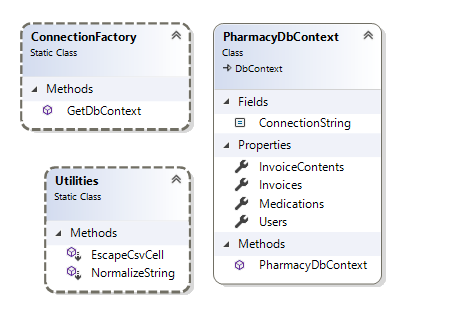 ConnectionFactory
Static Class
Methods
GetDbContext
Utilities
Static Class
Methods
EscapeCsvCell
NormalizeString
PharmacyDbContext
Class
DbContext
Fields
ConnectionString
Properties
InvoiceContents
Invoices
Medications
Users
Methods
PharmacyDbContext